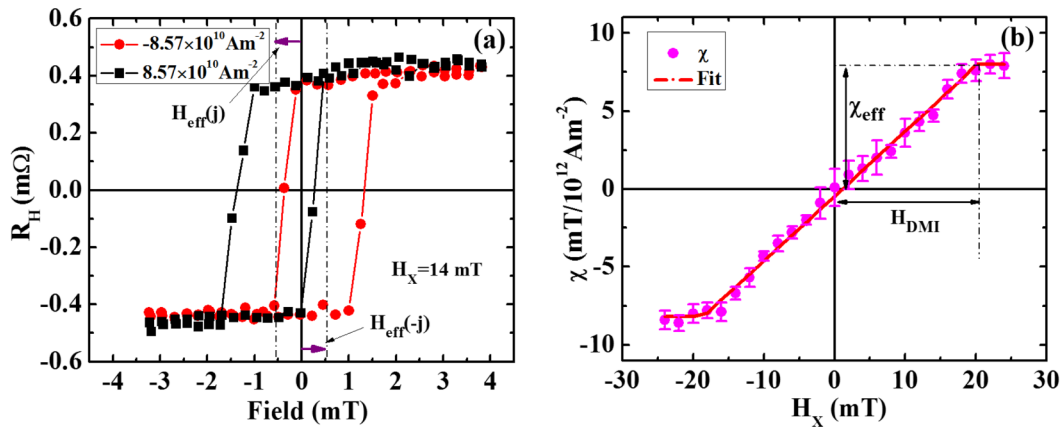 (a)
-8.57×10¹⁰Am⁻²
8.57×10¹⁰Am⁻²
H_eff(j)
H_X=14 mT
H_eff(-j)
R_H (mΩ)
0.6
0.4
0.2
0.0
-0.2
-0.4
-0.6
-4 -3 -2 -1 0 1 2 3 4
Field (mT)
(b)
χ
Fit
χ_eff
H_DMI
χ (mT/10¹² Am⁻²)
10
5
0
-5
-10
-30 -20 -10 0 10 20 30
H_X (mT)